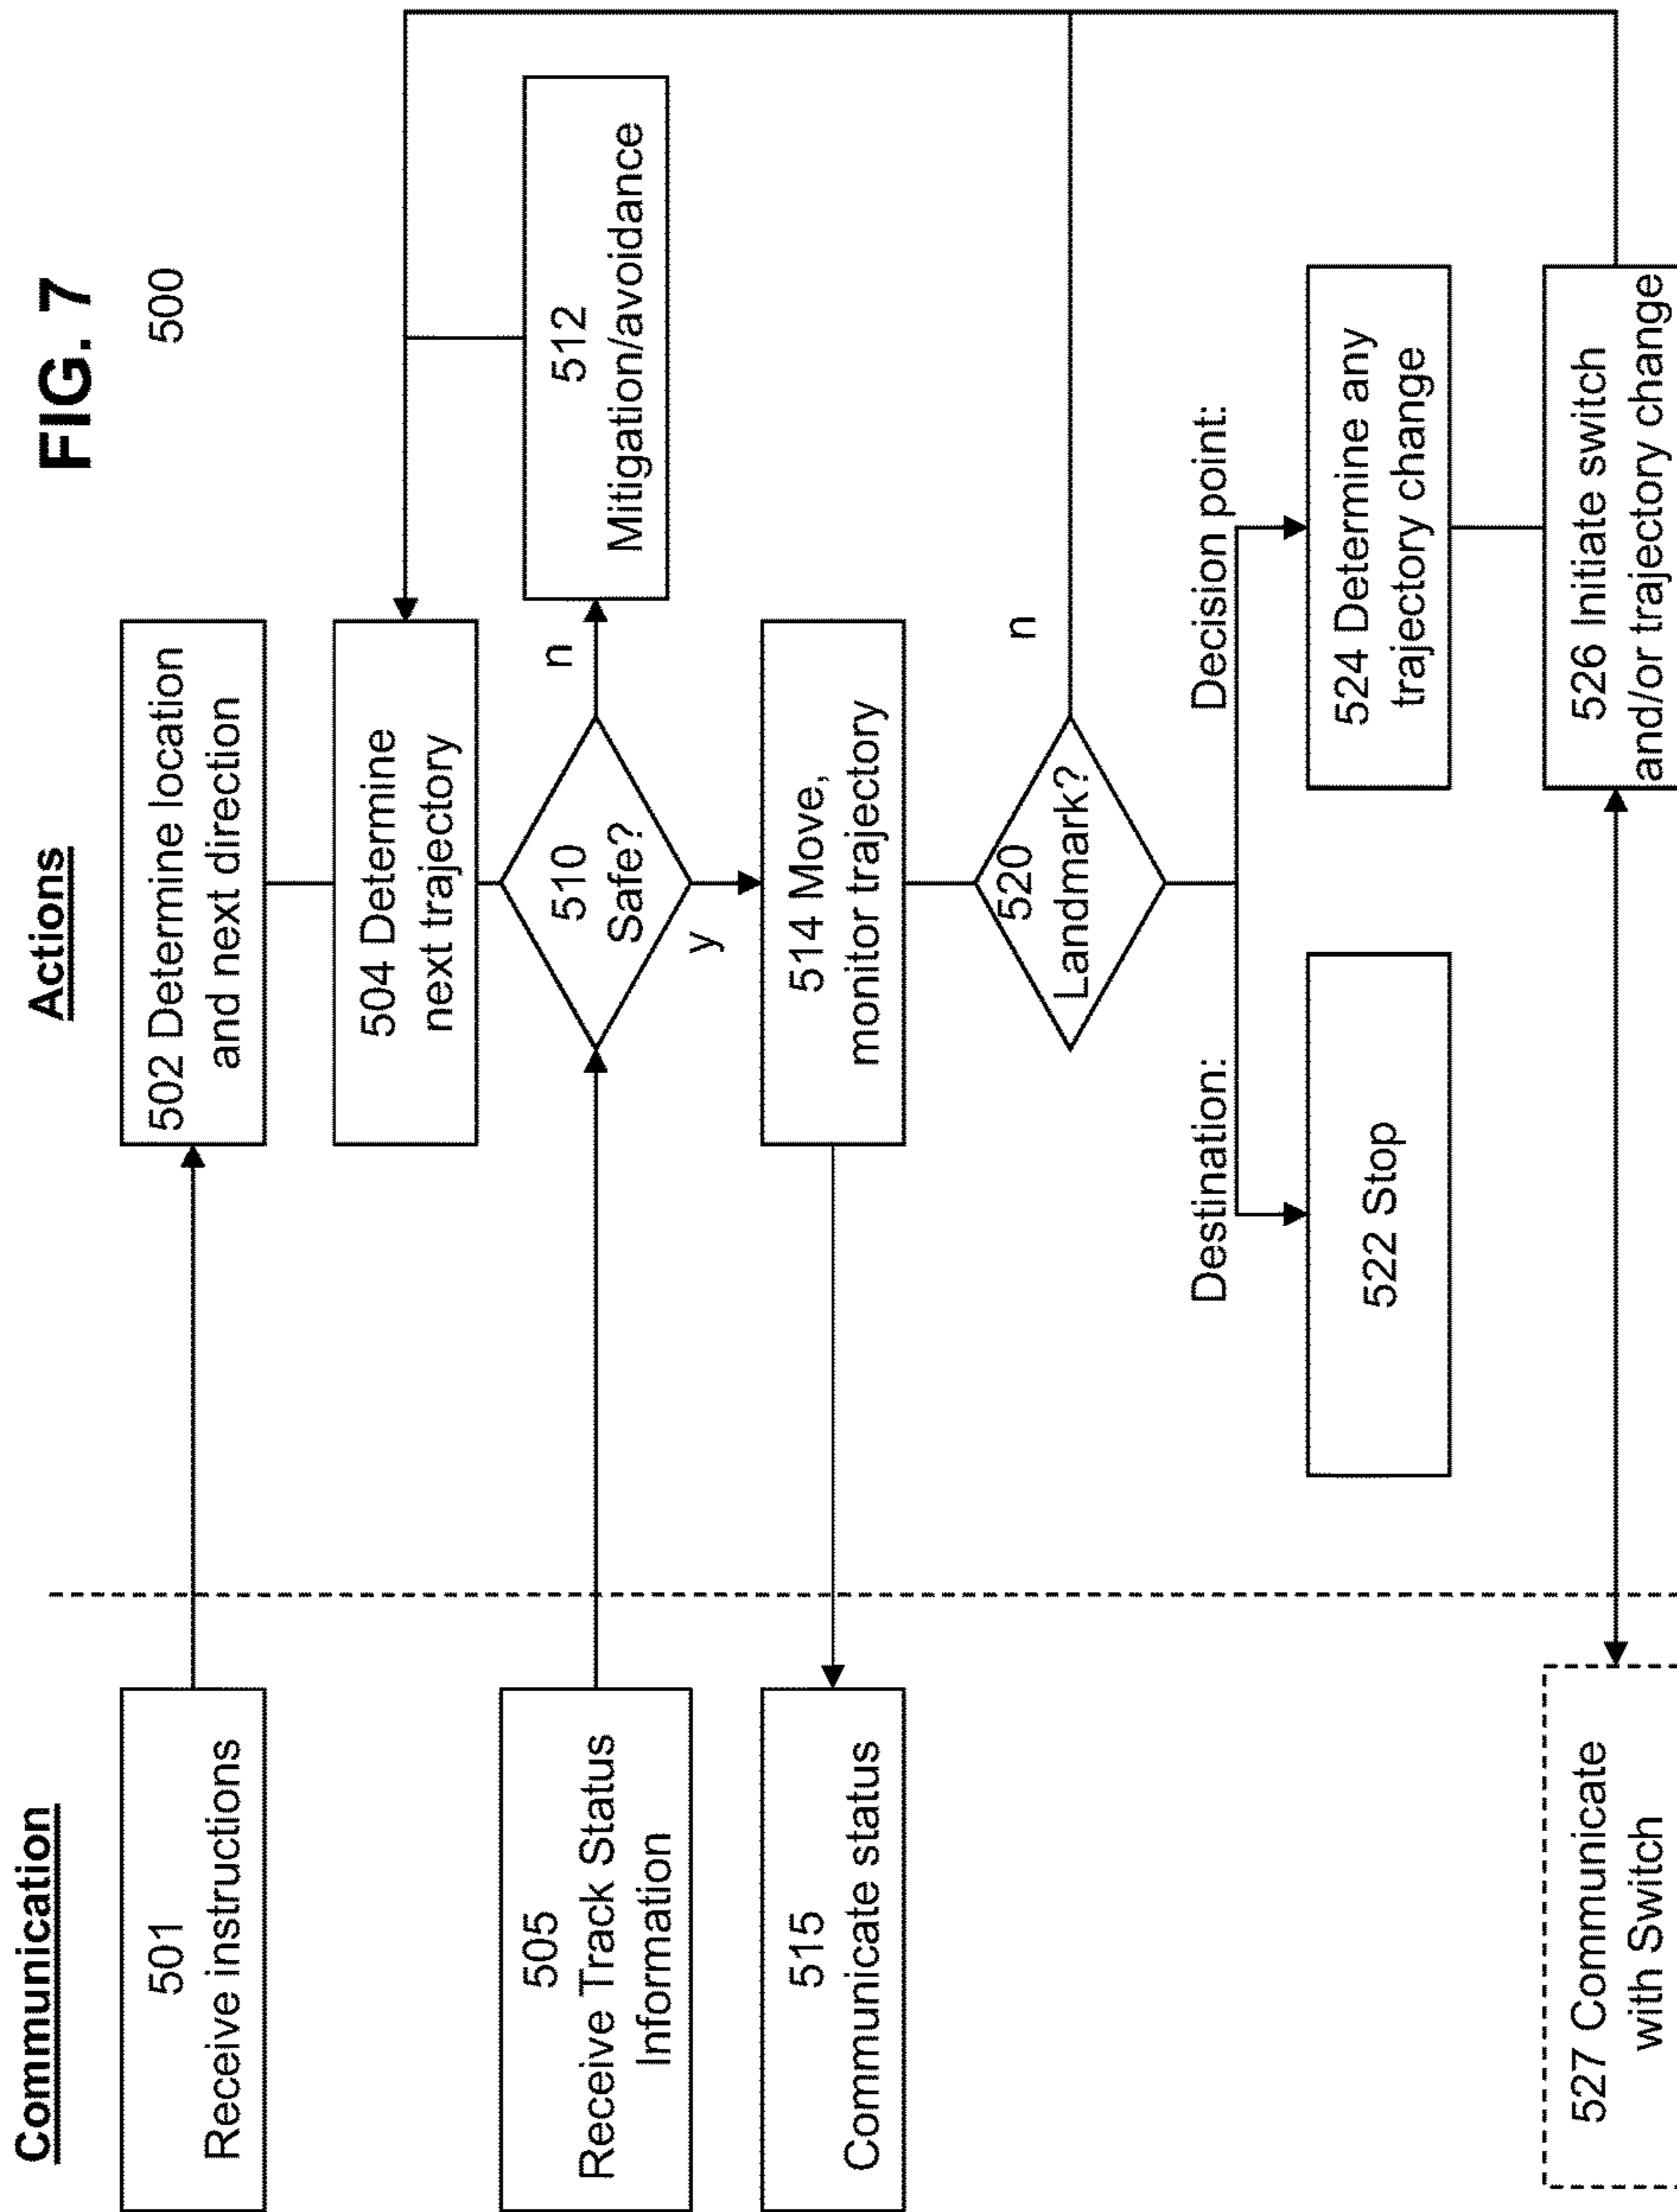 FIG. 7
500
Communication
Actions
501
Receive instructions
502 Determine location
and next direction
504 Determine
next trajectory
505
Receive Track Status
Information
510
Safe?
n
y
512
Mitigation/avoidance
515
Communicate status
514 Move,
monitor trajectory
520
Landmark?
n
Destination:
Decision point:
522 Stop
524 Determine any
trajectory change
527 Communicate
with Switch
526 Initiate switch
and/or trajectory change